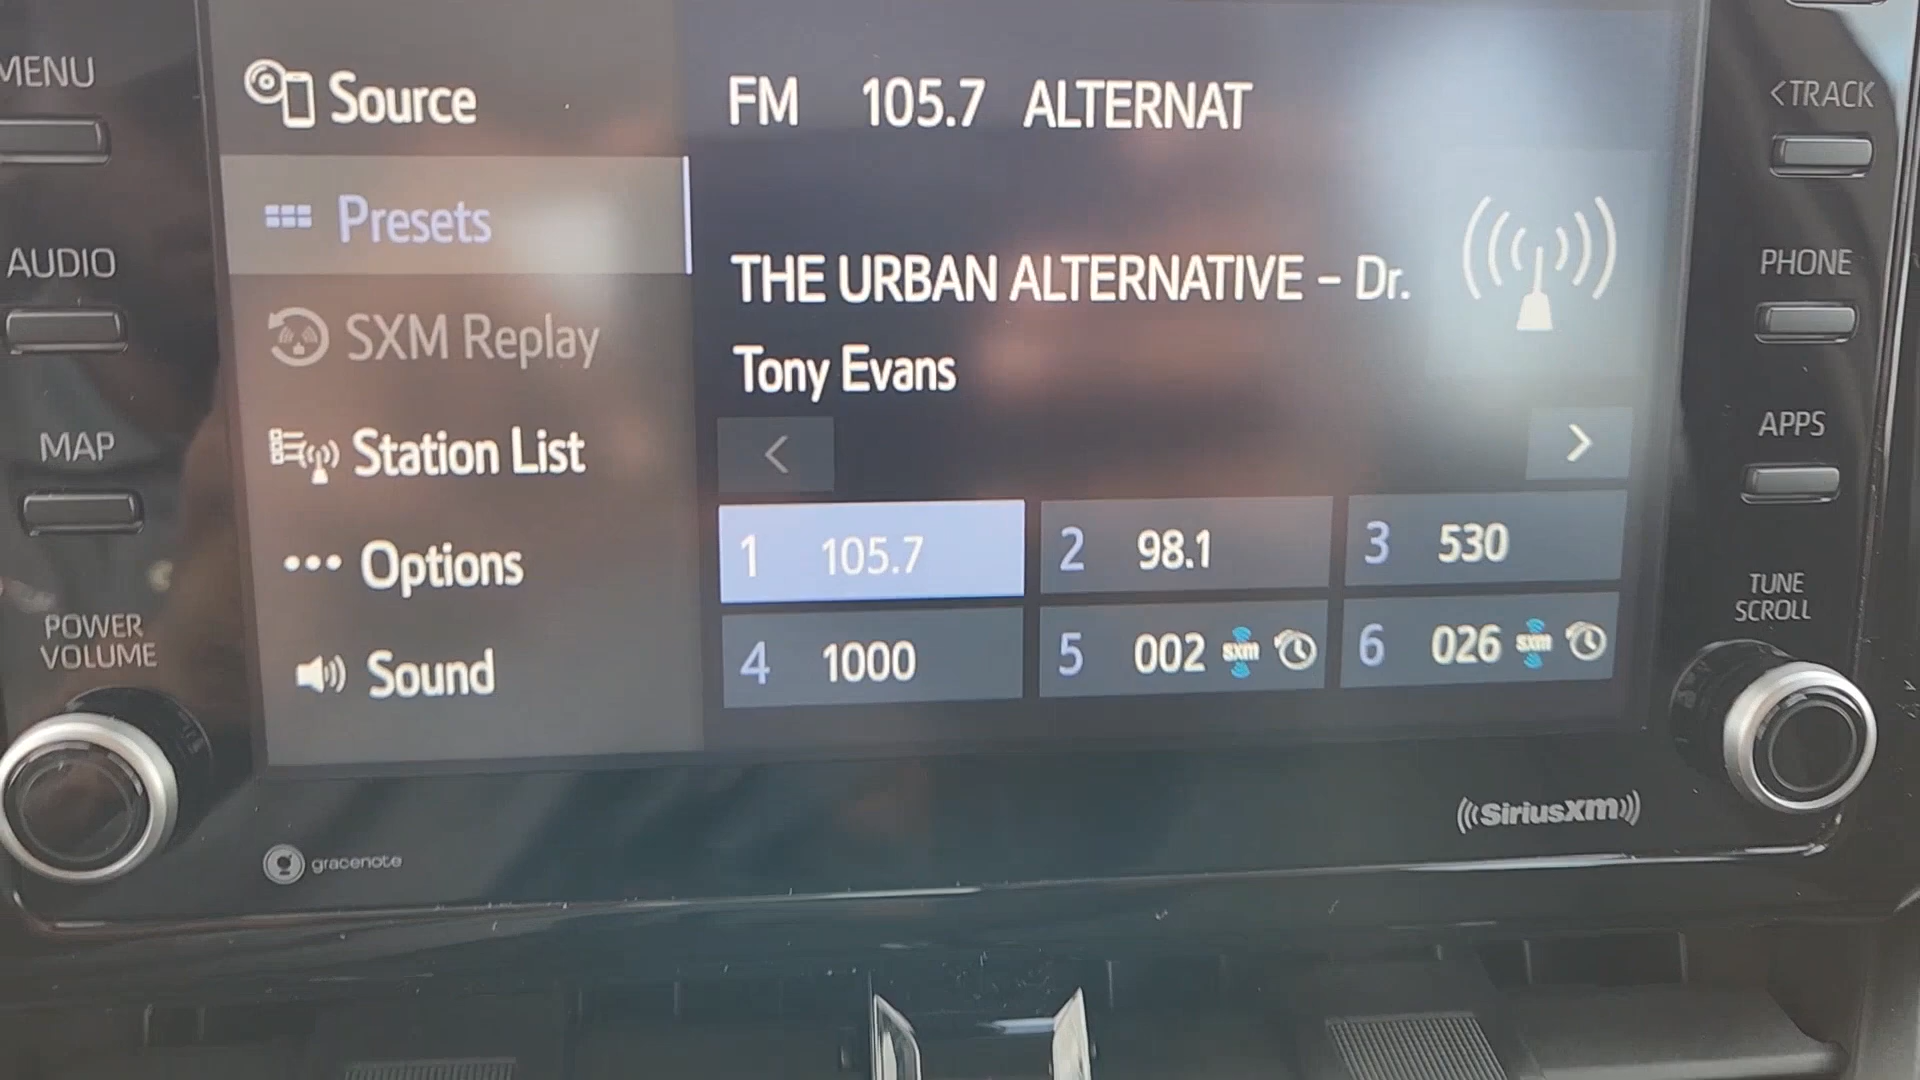 MENU
AUDIO
MAP
POWER
VOLUME
Source
Presets
SXM Replay
Station List
Options
Sound
FM 105.7 ALTERNAT
THE URBAN ALTERNATIVE – Dr.
Tony Evans
< >
1 105.7 2 98.1 3 530
4 1000 5 002 sxm 6 026 sxm
<TRACK
PHONE
APPS
TUNE
SCROLL
gracenote
SiriusXM